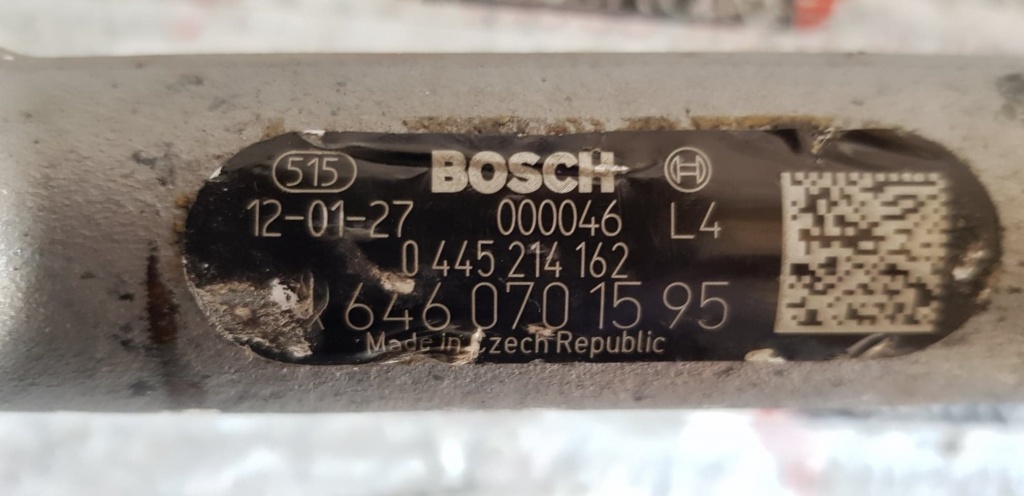 515 BOSCH
12-01-27 000046 L4
0 445 214 162
646 070 15 95
Made in Czech Republic